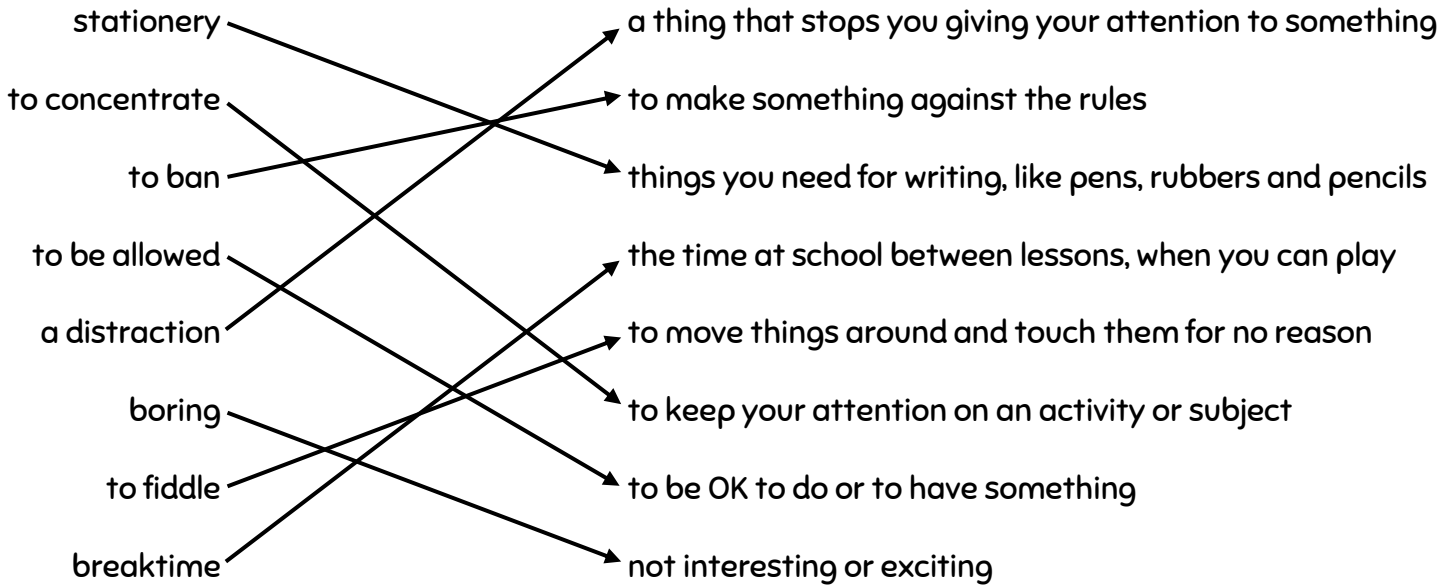 stationery a thing that stops you giving your attention to something
to concentrate to make something against the rules
to ban things you need for writing, like pens, rubbers and pencils
to be allowed the time at school between lessons, when you can play
a distraction to move things around and touch them for no reason
boring to keep your attention on an activity or subject
to fiddle to be OK to do or to have something
breaktime not interesting or exciting